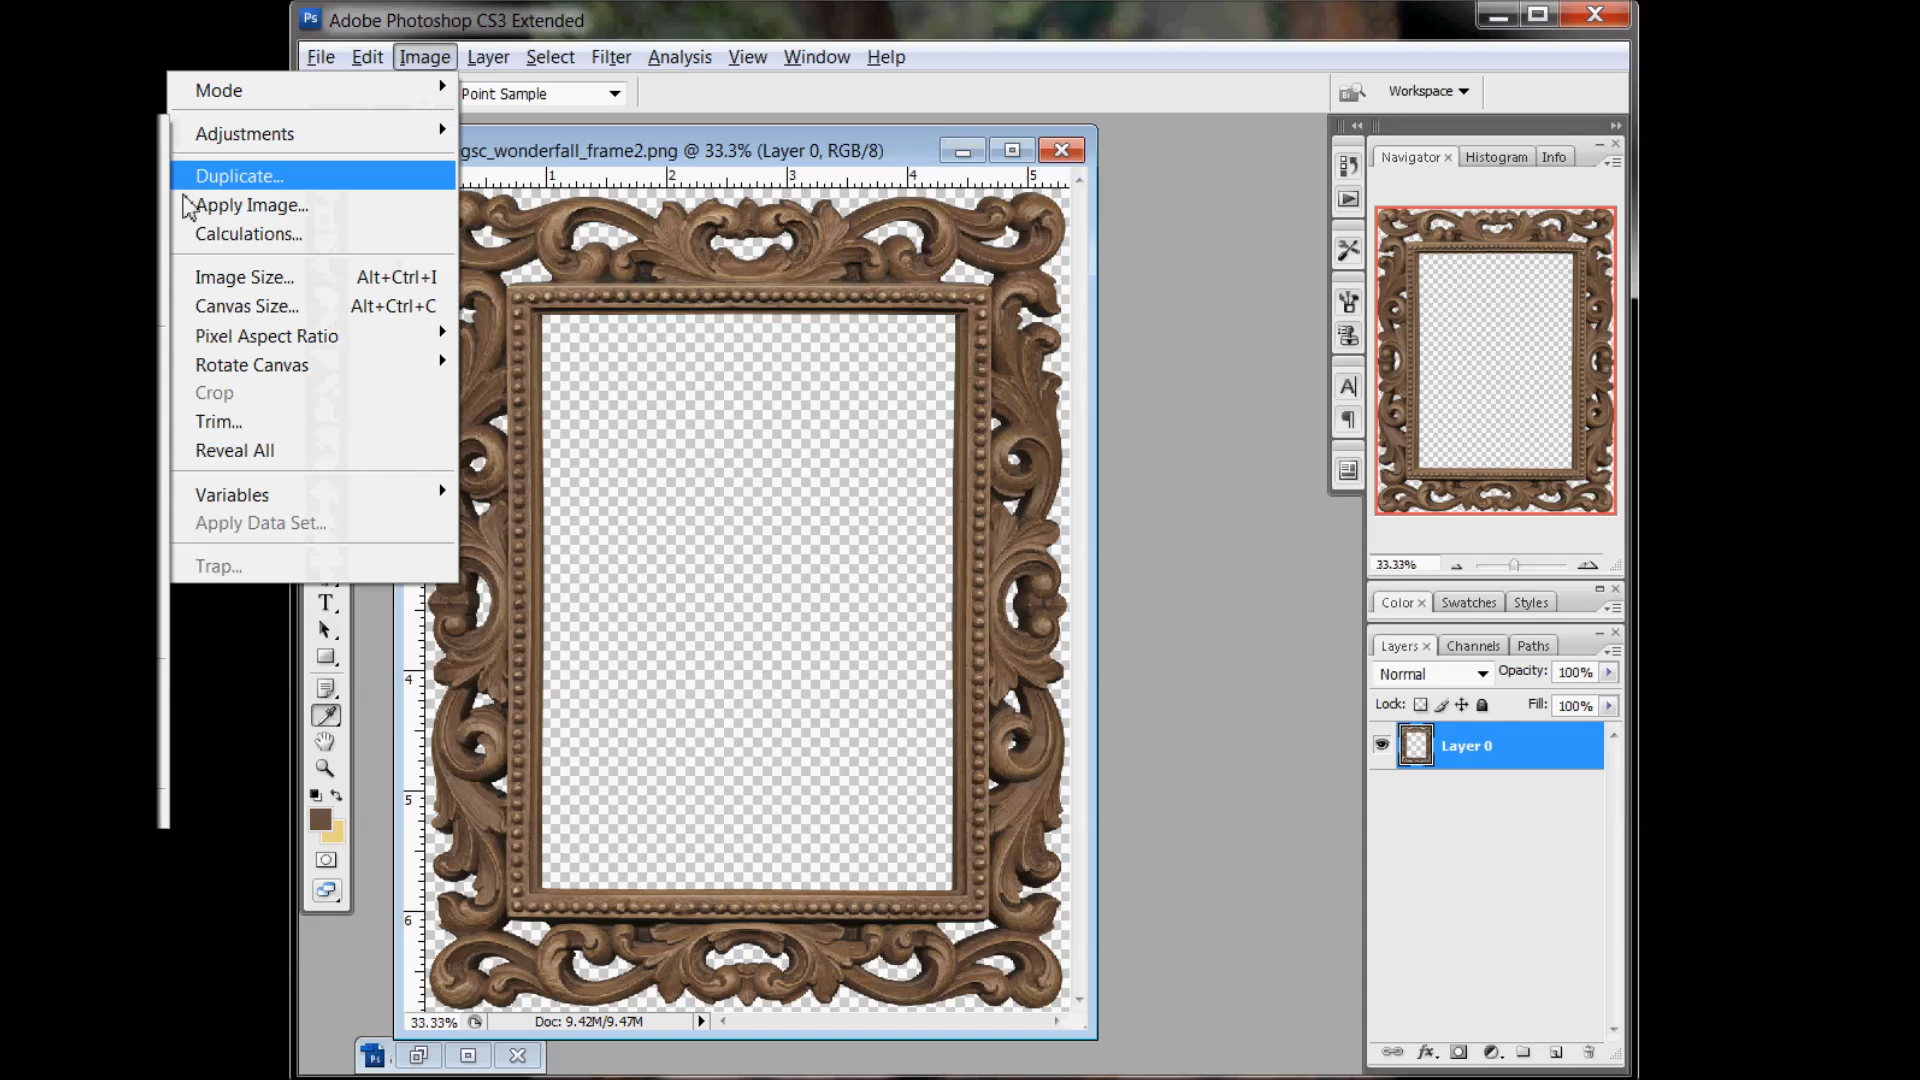 Ps Adobe Photoshop CS3 Extended
File Edit Image Layer Select Filter Analysis View Window Help
Point Sample
Workspace
Mode
Adjustments
Duplicate...
Apply Image...
Calculations...
Image Size... Alt+Ctrl+I
Canvas Size... Alt+Ctrl+C
Pixel Aspect Ratio
Rotate Canvas
Crop
Trim...
Reveal All
Variables
Apply Data Set...
Trap...
gsc_wonderfall_frame2.png @ 33.3% (Layer 0, RGB/8)
1 2 3 4 5
4
5
6
33.33% Doc: 9.42M/9.47M
Ps
Navigator Histogram Info
33.33%
Color Swatches Styles
Layers Channels Paths
Normal Opacity: 100%
Lock: Fill: 100%
Layer 0